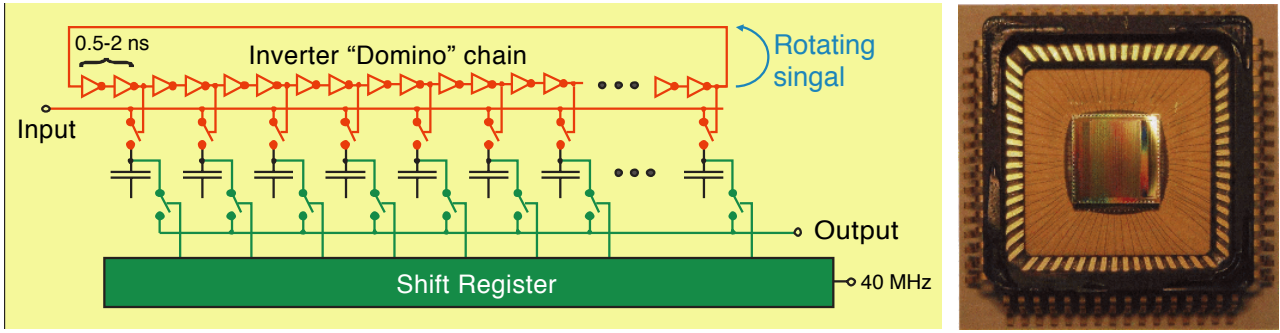 0.5-2 ns
Inverter “Domino” chain
Rotating
singal
Input
Output
Shift Register
40 MHz